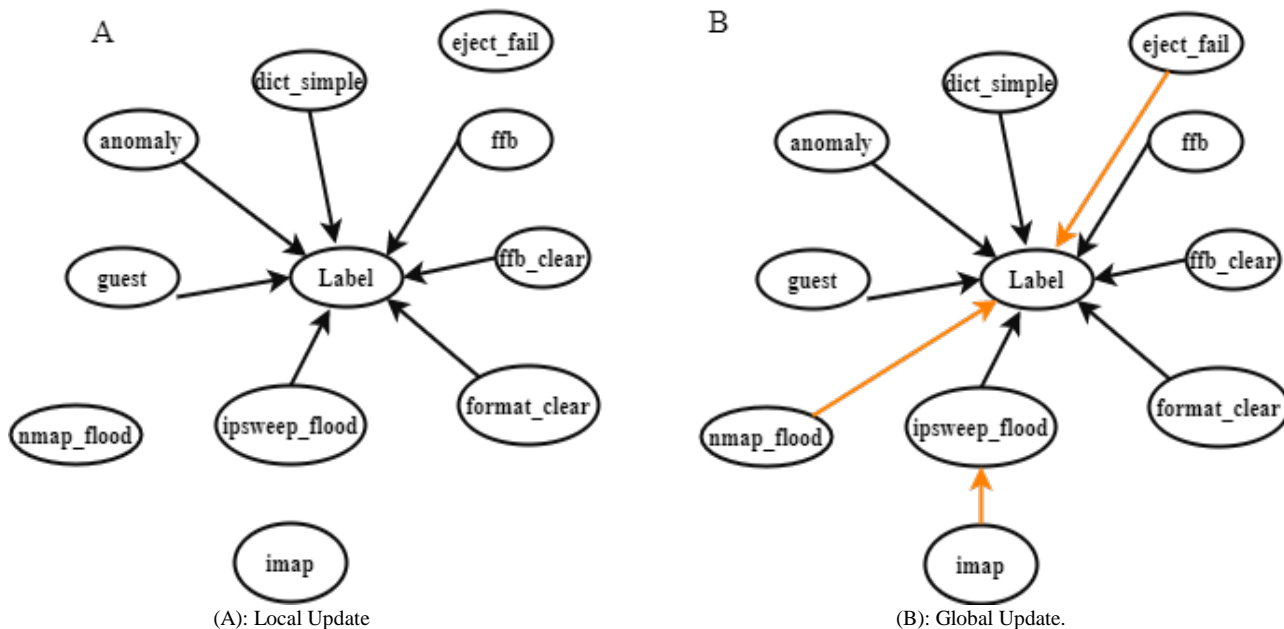 A
eject_fail
dict_simple
anomaly
ffb
guest
Label
ffb_clear
nmap_flood
ipsweep_flood
format_clear
imap
(A): Local Update
B
eject_fail
dict_simple
anomaly
ffb
guest
Label
ffb_clear
nmap_flood
ipsweep_flood
format_clear
imap
(B): Global Update.